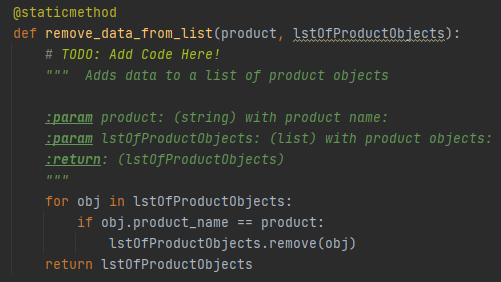 @staticmethod
def remove_data_from_list(product, lstOfProductObjects):
# TODO: Add Code Here!
"""  Adds data to a list of product objects
:param product: (string) with product name:
:param lstOfProductObjects: (list) with product objects:
:return: (lstOfProductObjects)
"""
for obj in lstOfProductObjects:
if obj.product_name == product:
lstOfProductObjects.remove(obj)
return lstOfProductObjects